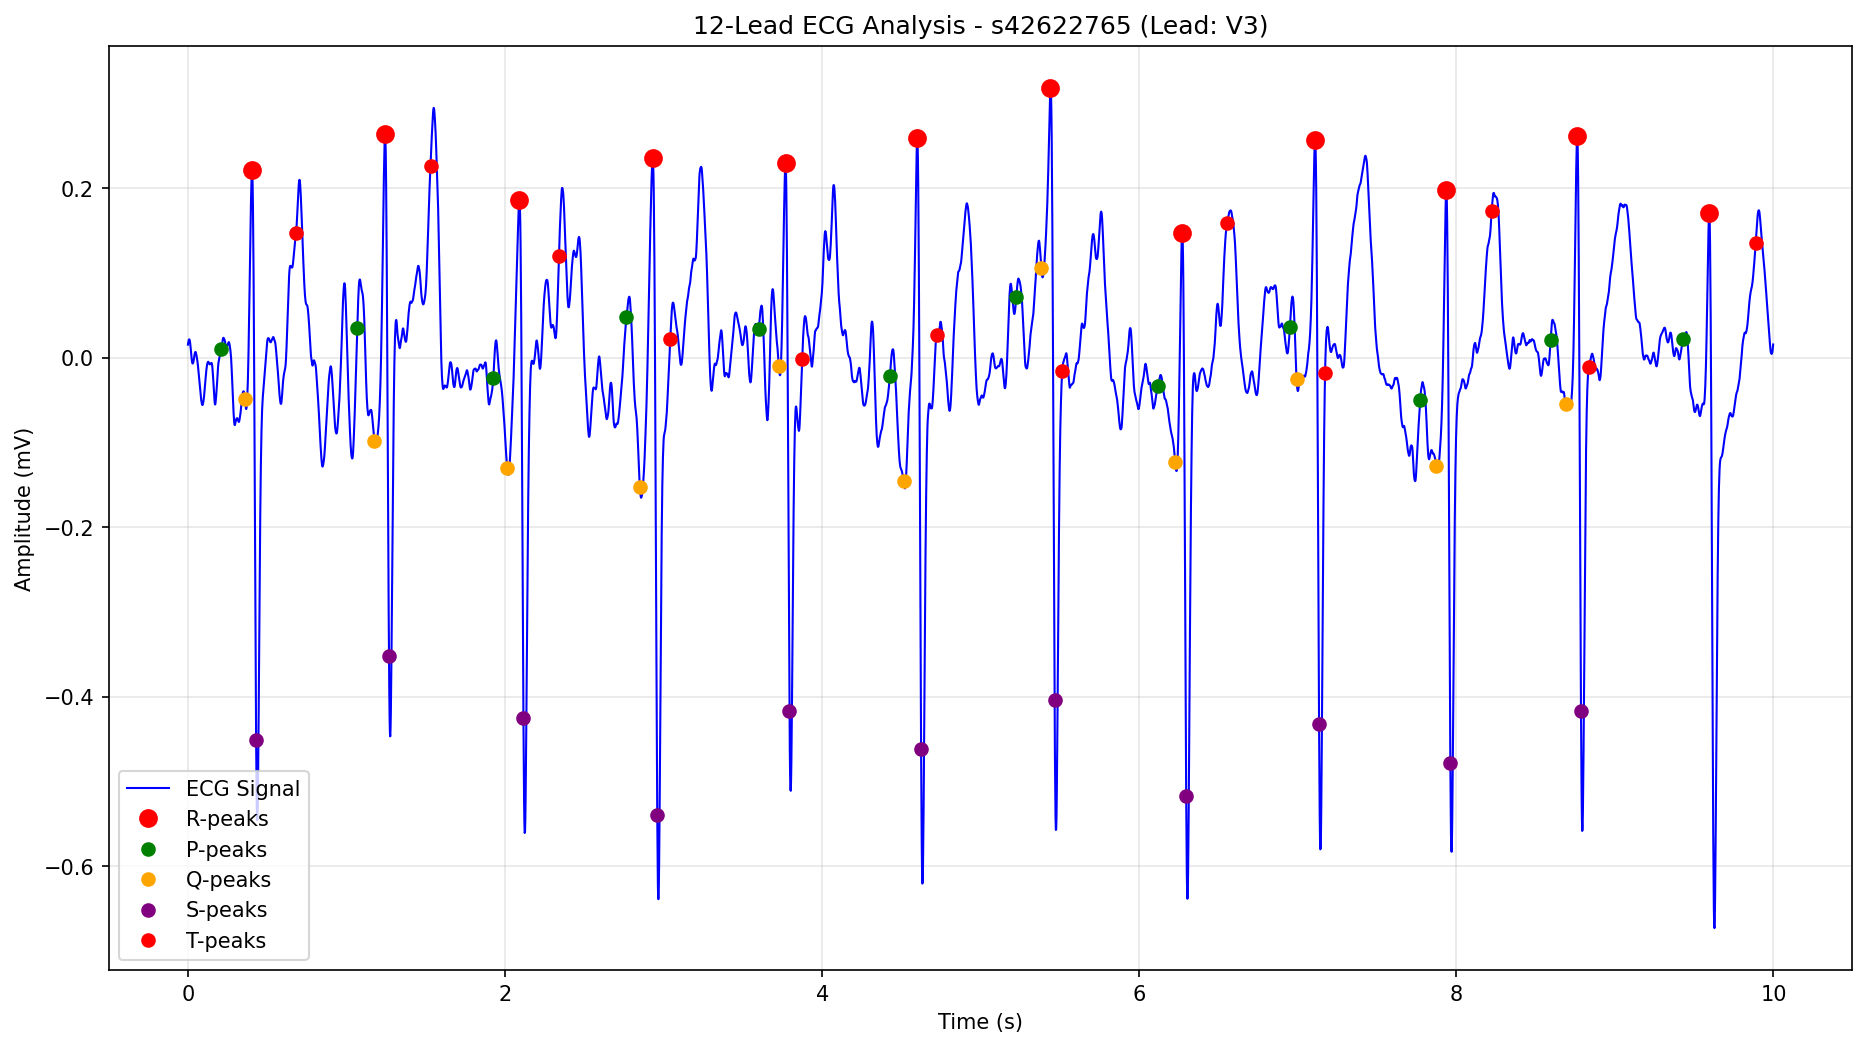 12-Lead ECG Analysis - s42622765 (Lead: V3)
Amplitude (mV)
0.2
0.0
−0.2
−0.4
−0.6
ECG Signal
R-peaks
P-peaks
Q-peaks
S-peaks
T-peaks
0 2 4 6 8 10
Time (s)